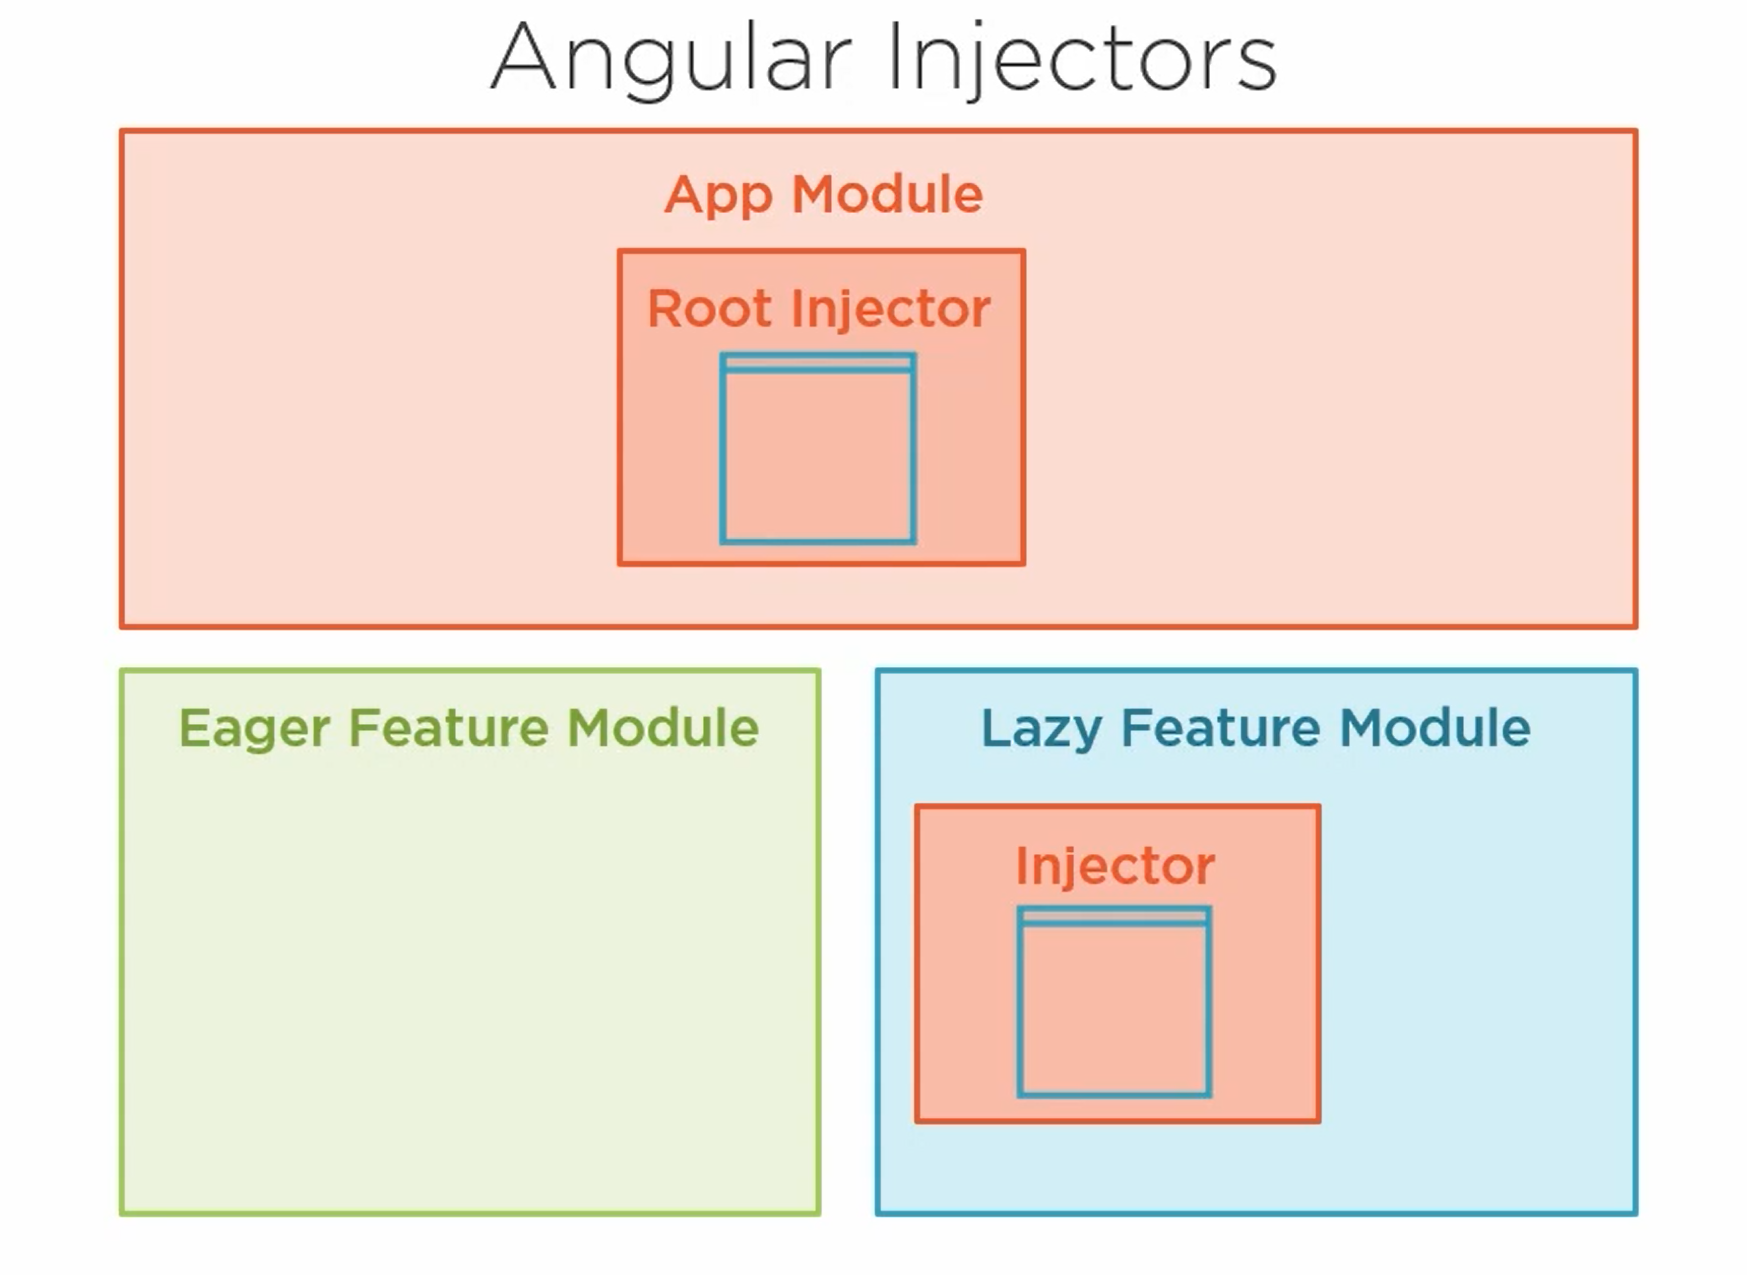 Angular Injectors
App Module
Root Injector
Eager Feature Module
Lazy Feature Module
Injector